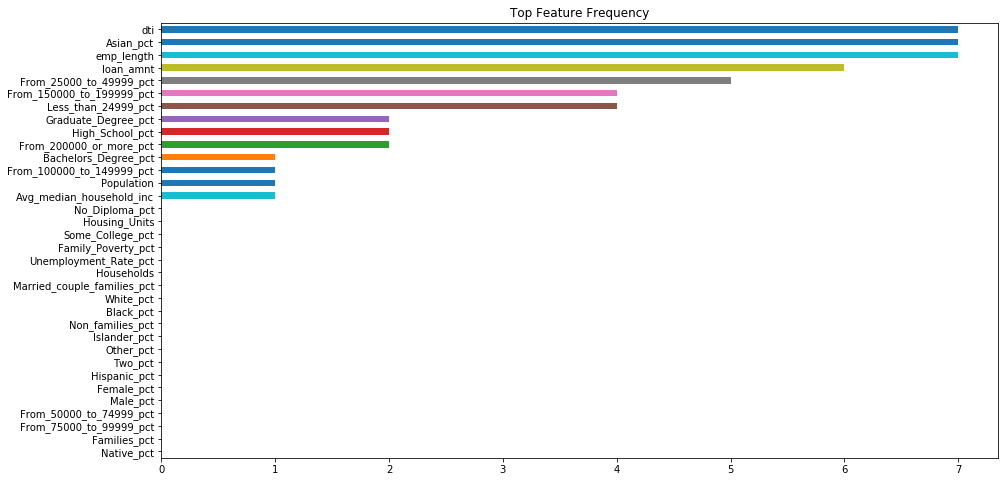 Top Feature Frequency
dti
Asian_pct
emp_length
loan_amnt
From_25000_to_49999_pct
From_150000_to_199999_pct
Less_than_24999_pct
Graduate_Degree_pct
High_School_pct
From_200000_or_more_pct
Bachelors_Degree_pct
From_100000_to_149999_pct
Population
Avg_median_household_inc
No_Diploma_pct
Housing_Units
Some_College_pct
Family_Poverty_pct
Unemployment_Rate_pct
Households
Married_couple_families_pct
White_pct
Black_pct
Non_families_pct
Islander_pct
Other_pct
Two_pct
Hispanic_pct
Female_pct
Male_pct
From_50000_to_74999_pct
From_75000_to_99999_pct
Families_pct
Native_pct
0 1 2 3 4 5 6 7